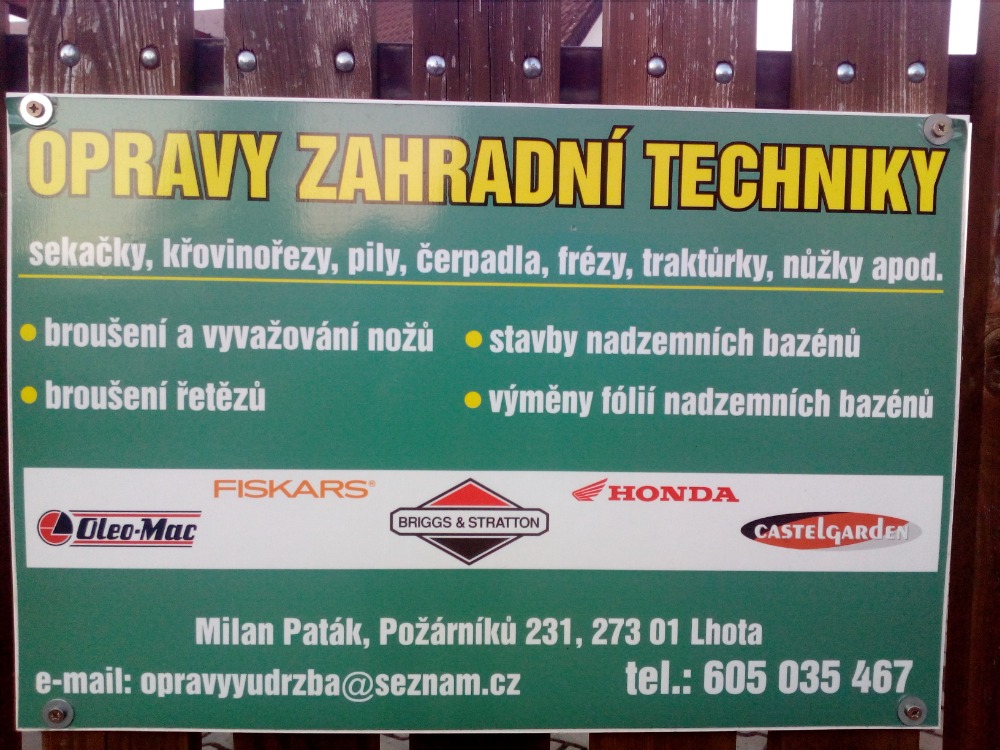 OPRAVY ZAHRADNÍ TECHNIKY
sekačky, křovinořezy, pily, čerpadla, frézy, traktůrky, nůžky apod.
broušení a vyvažování nožů
broušení řetězů
stavby nadzemních bazénů
výměny fólií nadzemních bazénů
FISKARS®
HONDA
Oleo-Mac
BRIGGS & STRATTON
CASTELGARDEN
Milan Paták, Požárníků 231, 273 01 Lhota
e-mail: opravyyudrzba@seznam.cz
tel.: 605 035 467